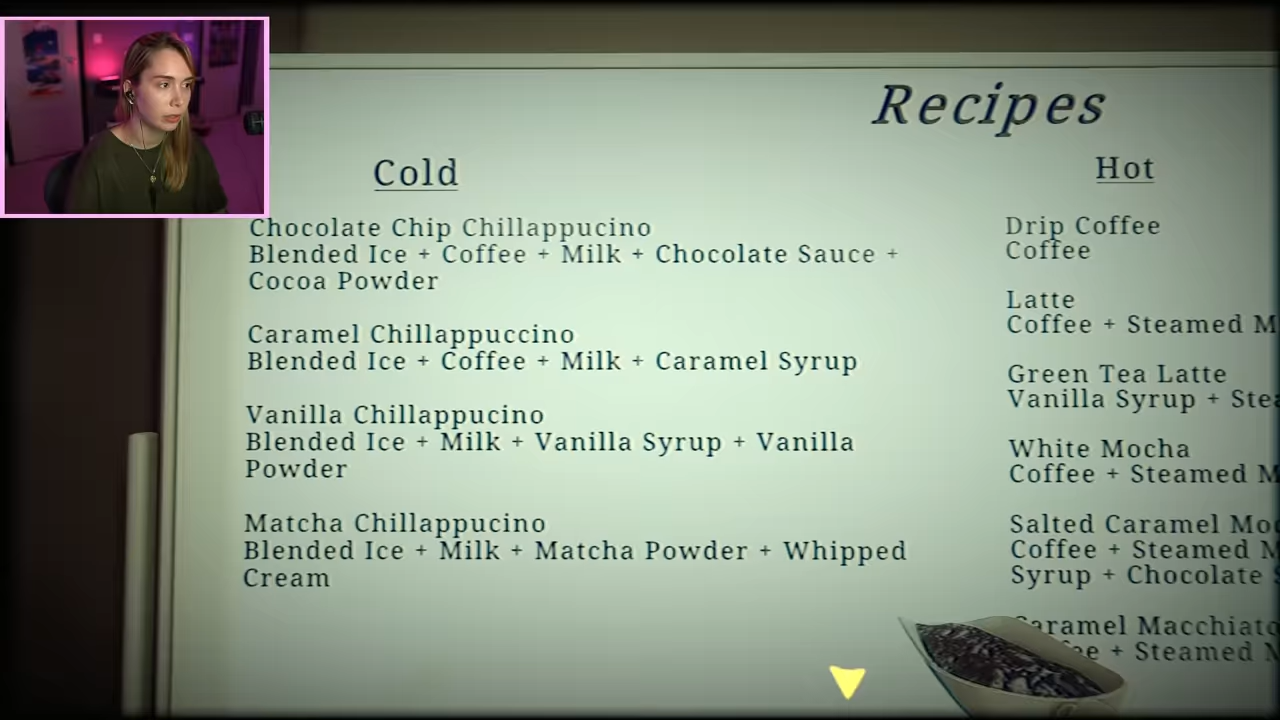 Recipes
Cold
Chocolate Chip Chillappucino
Blended Ice + Coffee + Milk + Chocolate Sauce +
Cocoa Powder
Caramel Chillappuccino
Blended Ice + Coffee + Milk + Caramel Syrup
Vanilla Chillappucino
Blended Ice + Milk + Vanilla Syrup + Vanilla
Powder
Matcha Chillappucino
Blended Ice + Milk + Matcha Powder + Whipped
Cream
Hot
Drip Coffee
Coffee
Latte
Coffee + Steamed
Green Tea Latte
Vanilla Syrup +
White Mocha
Coffee + Steamed
Salted Caramel
Coffee + Steamed
Syrup + Chocolate
Caramel Macchiato
+ Steamed